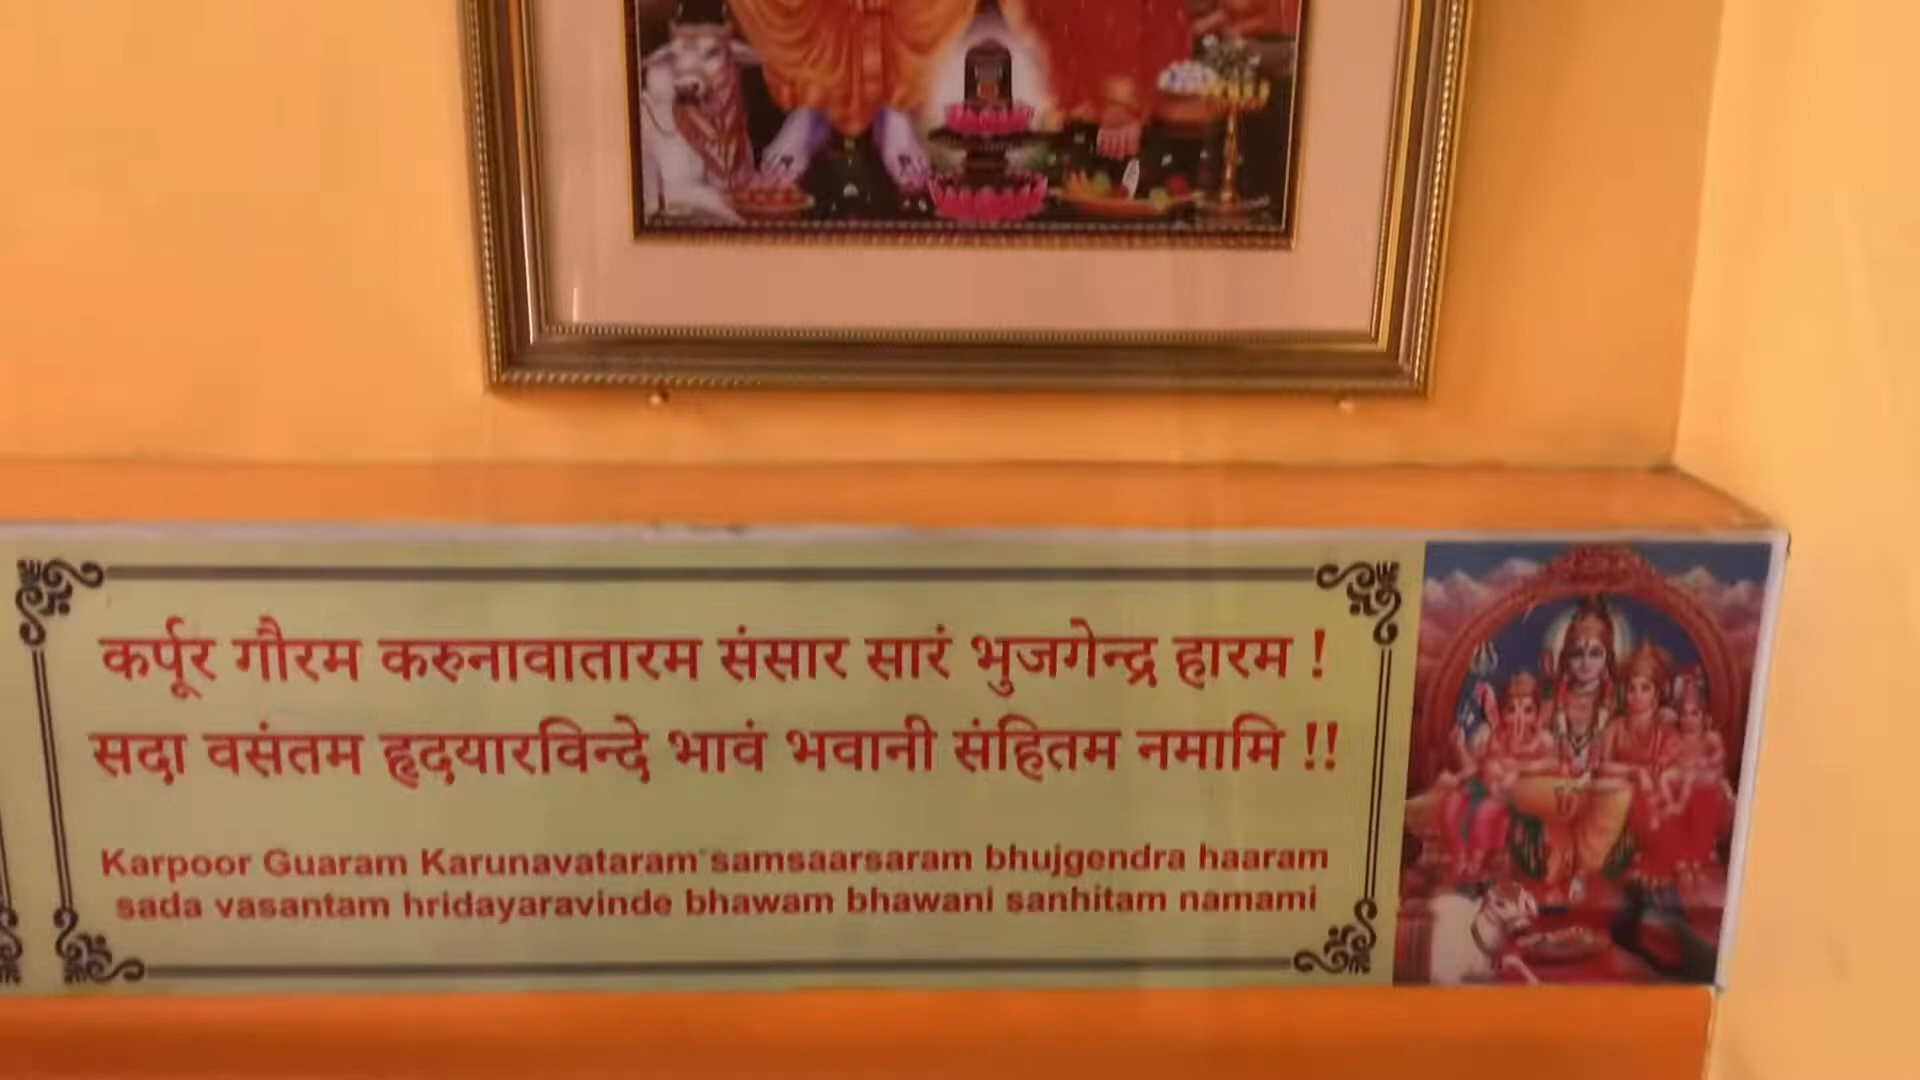 कर्पूर गौरम करुनावातारम संसार सारं भुजगेन्द्र हारम !
सदा वसंतम हृदयारविन्दे भावं भवानी संहितम नमामि !!
Karpoor Guaram Karunavataram samsaarsaram bhujgendra haaram
sada vasantam hridayaravinde bhawam bhawani sanhitam namami